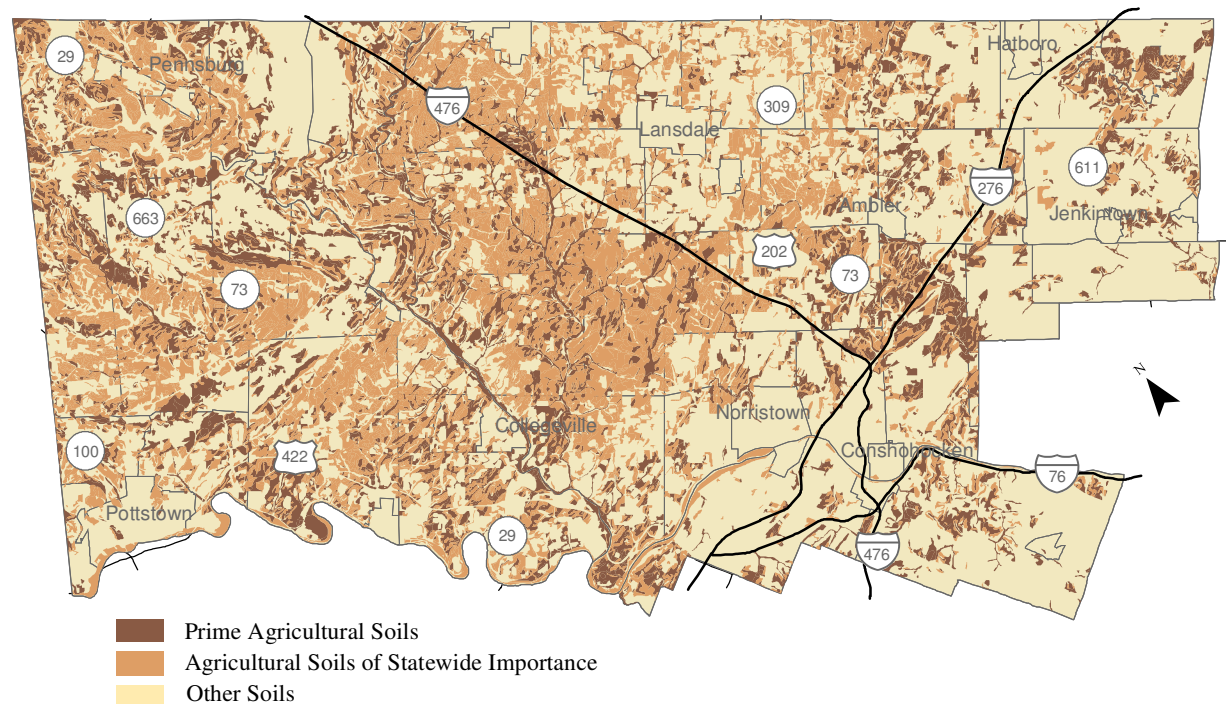 29
Pennsburg
Hatboro
476
309
Lansdale
611
276
663
Ambler
Jenkintown
202
73
73
N
Norristown
Collegeville
100
422
Conshohocken
76
Pottstown
29
476
Prime Agricultural Soils
Agricultural Soils of Statewide Importance
Other Soils